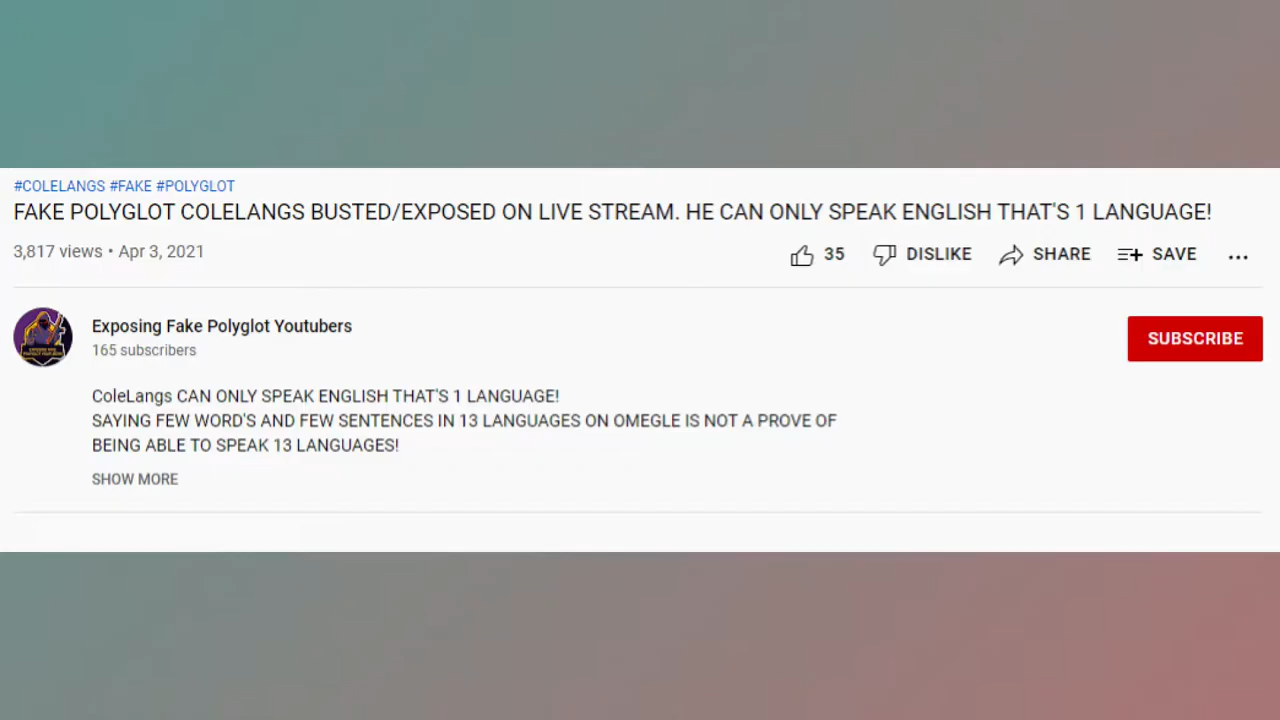 #COLELANGS #FAKE #POLYGLOT
FAKE POLYGLOT COLELANGS BUSTED/EXPOSED ON LIVE STREAM. HE CAN ONLY SPEAK ENGLISH THAT'S 1 LANGUAGE!
3,817 views • Apr 3, 2021
35 DISLIKE SHARE SAVE ...
Exposing Fake Polyglot Youtubers
165 subscribers
SUBSCRIBE
ColeLangs CAN ONLY SPEAK ENGLISH THAT'S 1 LANGUAGE!
SAYING FEW WORD'S AND FEW SENTENCES IN 13 LANGUAGES ON OMEGLE IS NOT A PROVE OF
BEING ABLE TO SPEAK 13 LANGUAGES!
SHOW MORE